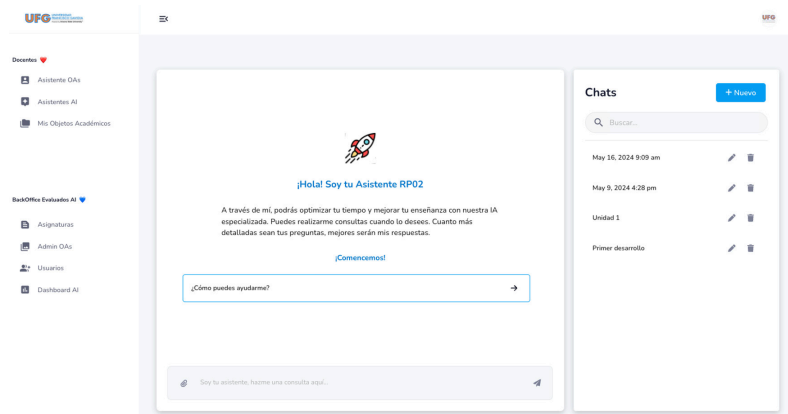 UFG UNIVERSIDAD
FRANCISCO GAVIDIA
UFG
Docentes ❤️
Asistente OAs
Asistentes AI
Mis Objetos Académicos
BackOffice Evaluados AI 💙
Asignaturas
Admin OAs
Usuarios
Dashboard AI
¡Hola! Soy tu Asistente RP02
A través de mí, podrás optimizar tu tiempo y mejorar tu enseñanza con nuestra IA
especializada. Puedes realizarme consultas cuando lo desees. Cuanto más
detalladas sean tus preguntas, mejores serán mis respuestas.
¡Comencemos!
¿Cómo puedes ayudarme?
Soy tu asistente, hazme una consulta aquí...
Chats
+ Nuevo
Buscar...
May 16, 2024 9:09 am
May 9, 2024 4:28 pm
Unidad 1
Primer desarrollo